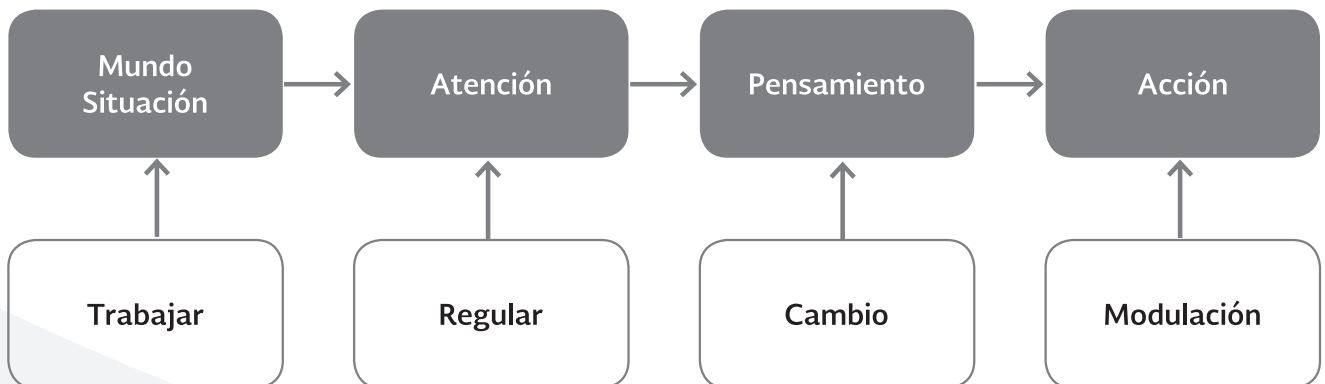 Mundo
Situación
Atención
Pensamiento
Acción
Trabajar
Regular
Cambio
Modulación